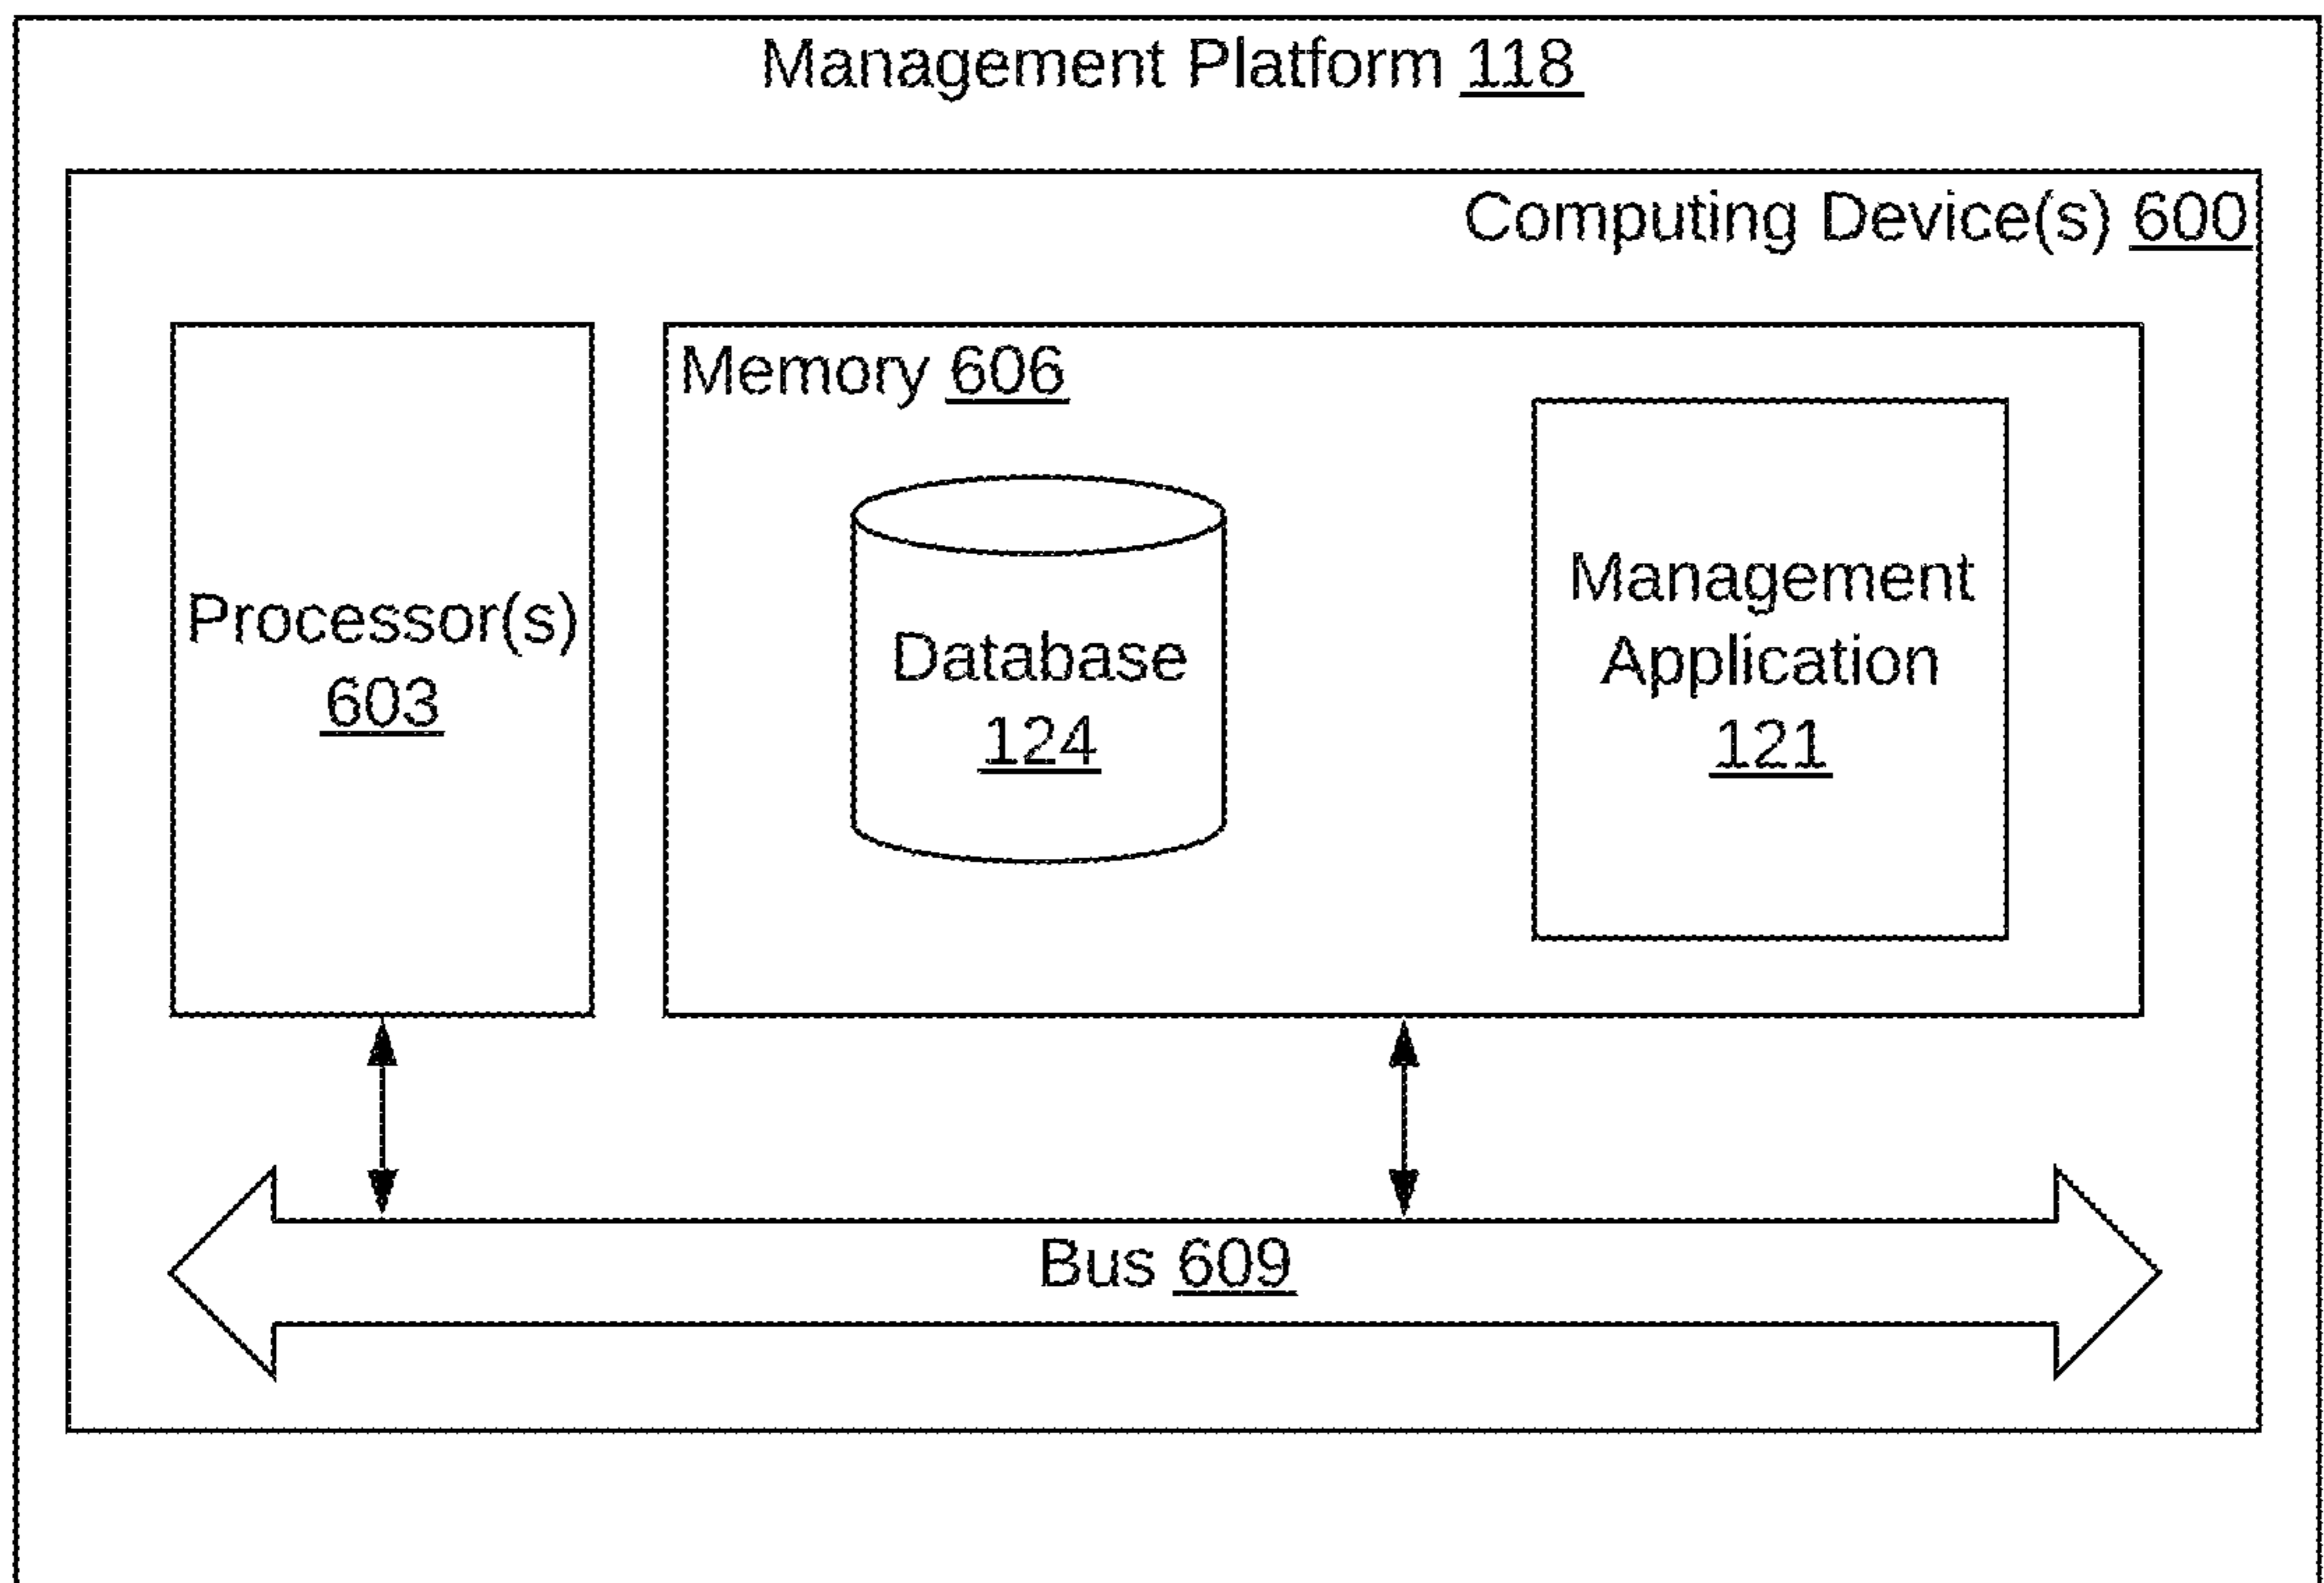 Management Platform 118
Computing Device(s) 600
Memory 606
Processor(s)
603
Database
124
Management
Application
121
Bus 609